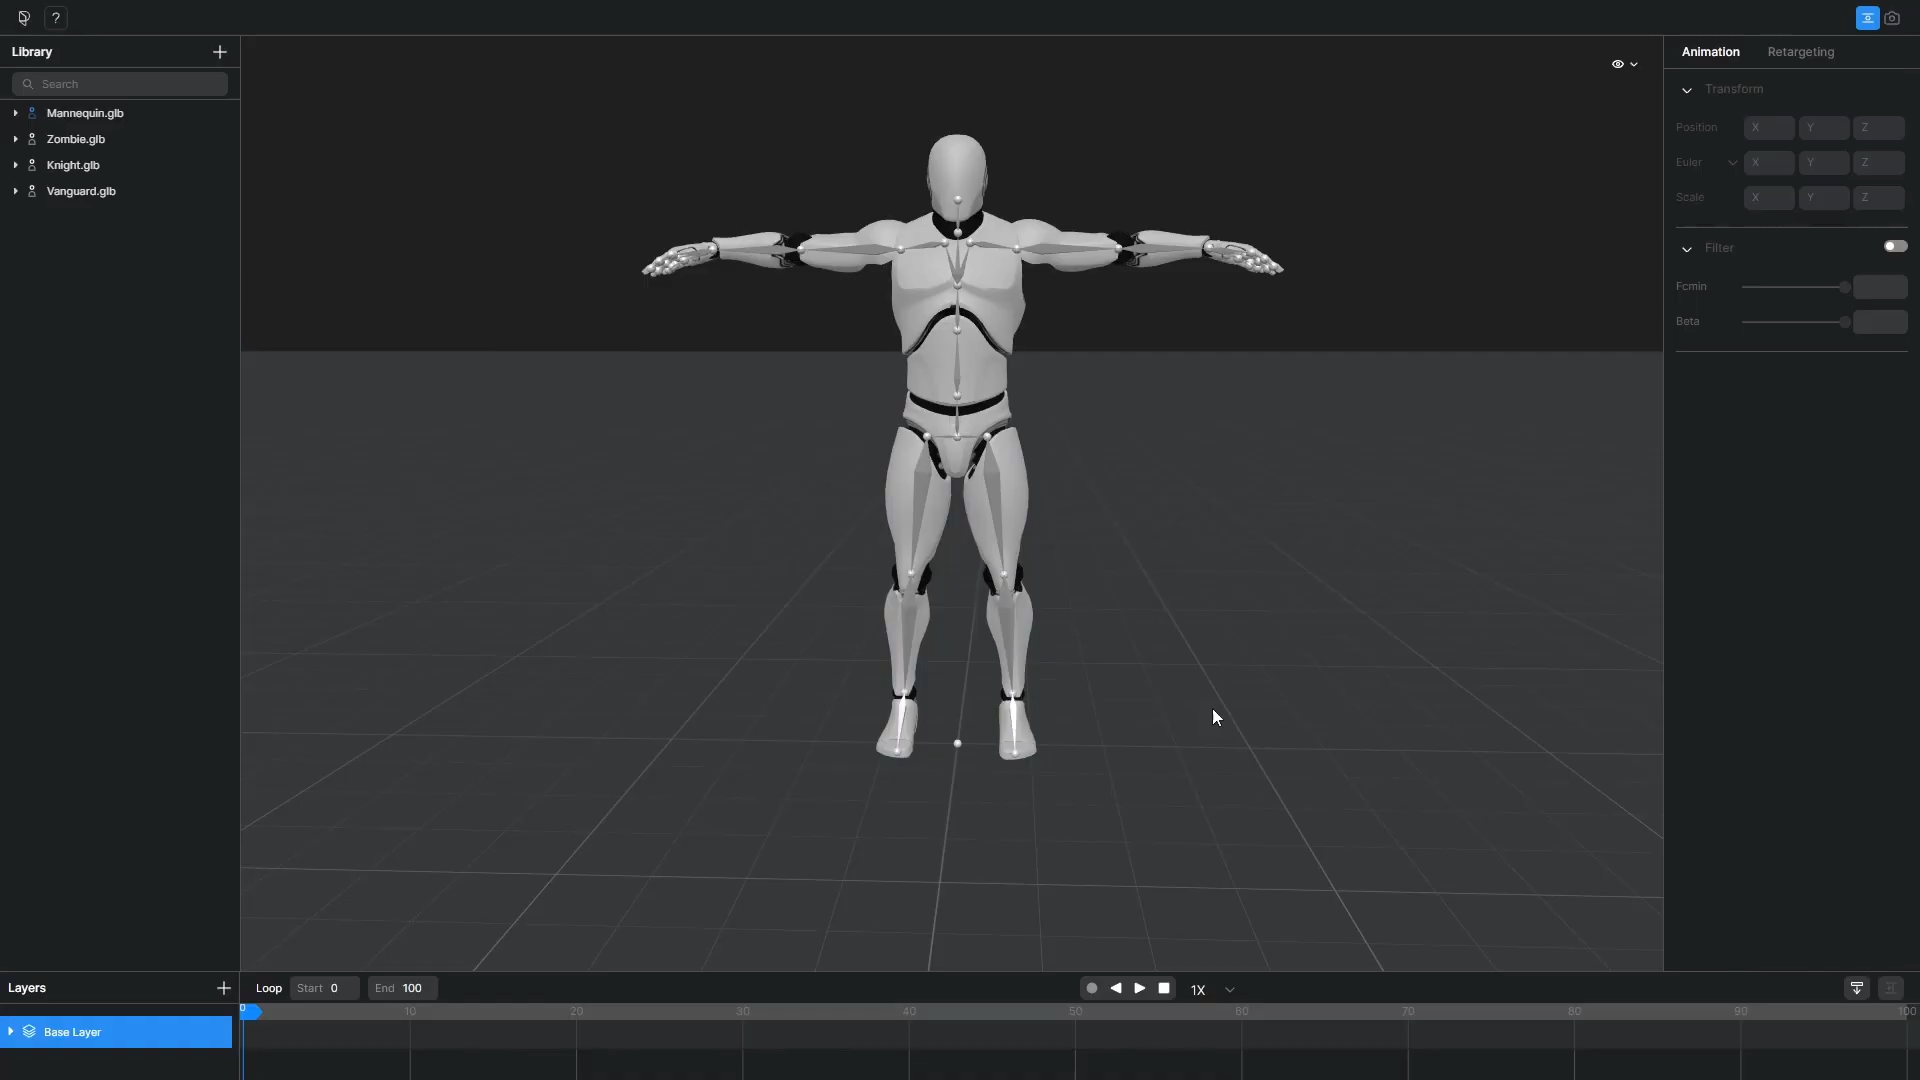 ?
Library
Search
Mannequin.glb
Zombie.glb
Knight.glb
Vanguard.glb
Animation Retargeting
Transform
Position X Y Z
Euler X Y Z
Scale X Y Z
Filter
Fcmin
Beta
Layers
Loop Start 0 End 100 1X
0 10 20 30 40 50 60 70 80 90 100
Base Layer